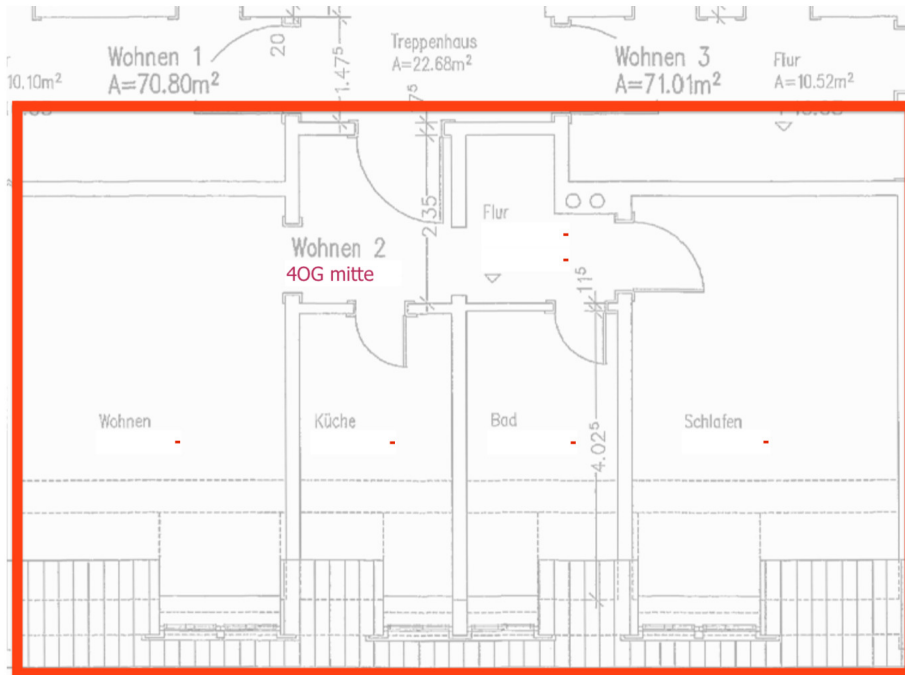 Wohnen 1
A=70.80m²
10.10m²
20
1.47⁵
Treppenhaus
A=22.68m²
Wohnen 3
A=71.01m²
Flur
A=10.52m²
2.35
Flur
Wohnen 2
4OG mitte
11⁵
Wohnen
Küche
Bad
Schlafen
4.02⁵